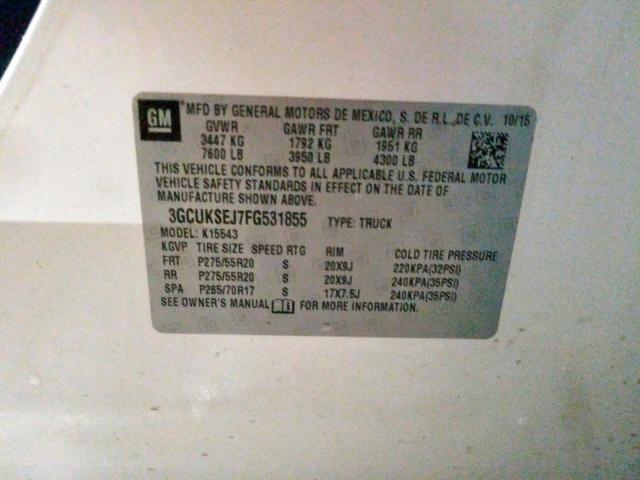 GM
MFD BY GENERAL MOTORS DE MEXICO, S. DE R.L. DE C.V. 10/15
GVWR GAWR FRT GAWR RR
3447 KG 1792 KG 1951 KG
7600 LB 3950 LB 4300 LB
THIS VEHICLE CONFORMS TO ALL APPLICABLE U.S. FEDERAL MOTOR
VEHICLE SAFETY STANDARDS IN EFFECT ON THE DATE OF
MANUFACTURE SHOWN ABOVE.
3GCUKSEJ7FG531855 TYPE: TRUCK
MODEL: K15543
KGVP TIRE SIZE SPEED RTG RIM COLD TIRE PRESSURE
FRT P275/55R20 S 20X9J 220KPA(32PSI)
RR P275/55R20 S 20X9J 240KPA(35PSI)
SPA P265/70R17 S 17X7.5J 240KPA(35PSI)
SEE OWNER'S MANUAL FOR MORE INFORMATION.